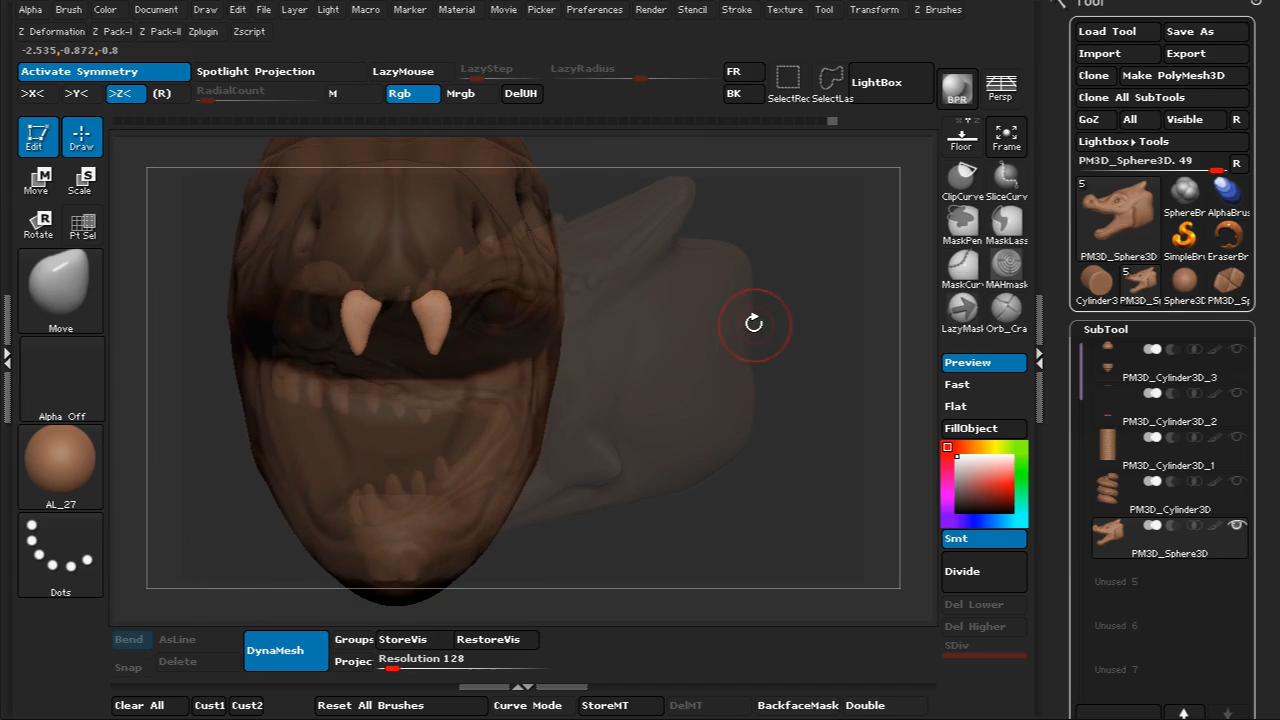 Alpha Brush Color Document Draw Edit File Layer Light Macro Marker Material Movie Picker Preferences Render Stencil Stroke Texture Tool Transform Z Brushes
Z Deformation Z Pack-I Z Pack-II Zplugin Zscript
-2.535,-0.872,-0.8
Activate Symmetry Spotlight Projection LazyMouse LazyStep LazyRadius FR
>X< >Y< >Z< (R) RadialCount M Rgb Mrgb DelUH BK
SelectRec SelectLas LightBox BPR Persp
Edit Draw
Move Scale
Rotate Pt Sel
Move
Alpha Off
AL_27
Dots
Floor Frame
ClipCurve SliceCurv
MaskPen MaskLass
MaskCur MAHmask
LazyMask Orb_Cra
Preview
Fast
Flat
FillObject
Smt
Divide
Del Lower
Del Higher
SDiv
Bend AsLine
Snap Delete
DynaMesh
Groups StoreVis RestoreVis
Projec Resolution 128
Clear All Cust1 Cust2 Reset All Brushes Curve Mode StoreMT DelMT BackfaceMask Double
Tool
Load Tool Save As
Import Export
Clone Make PolyMesh3D
Clone All SubTools
GoZ All Visible R
Lightbox▸Tools
PM3D_Sphere3D. 49 R
5
SphereBr AlphaBrus
PM3D_Sphere3D SimpleBr EraserBr
5
Cylinder3 PM3D_S Sphere3D PM3D_Sp
SubTool
PM3D_Cylinder3D_3
PM3D_Cylinder3D_2
PM3D_Cylinder3D_1
PM3D_Cylinder3D
PM3D_Sphere3D
Unused 5
Unused 6
Unused 7